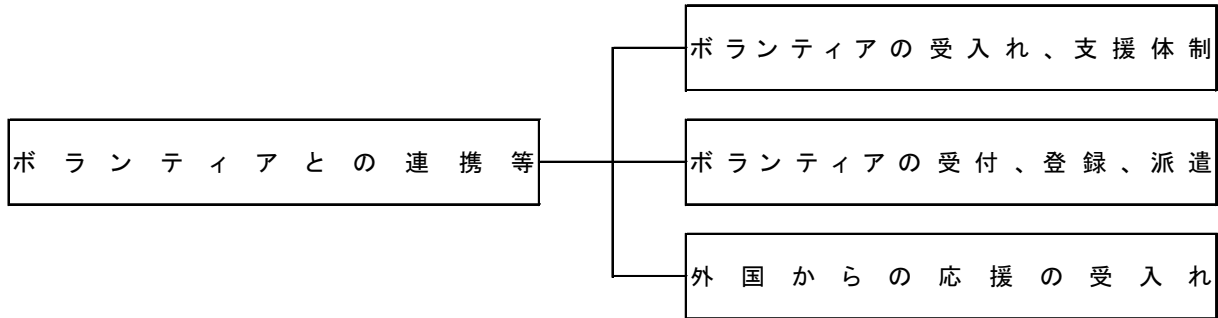 ボランティアとの連携等
ボランティアの受入れ、支援体制
ボランティアの受付、登録、派遣
外国からの応援の受入れ